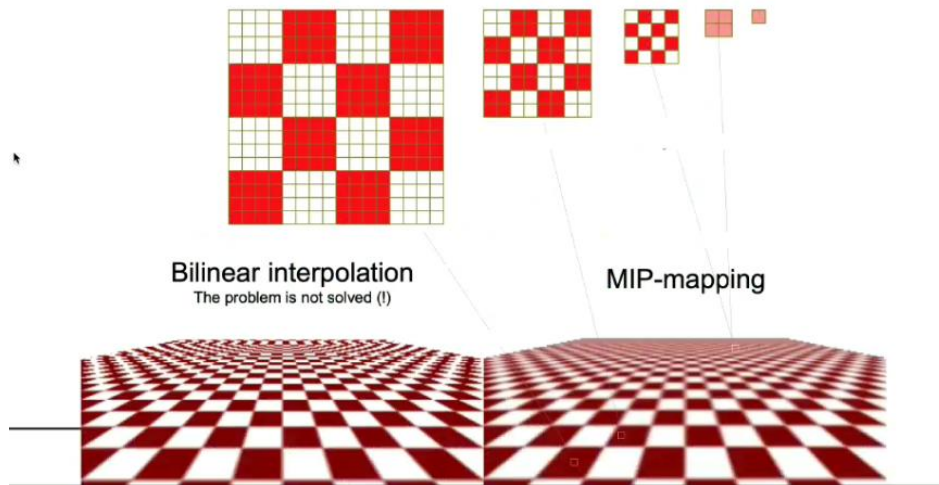 Bilinear interpolation
The problem is not solved (!)
MIP-mapping